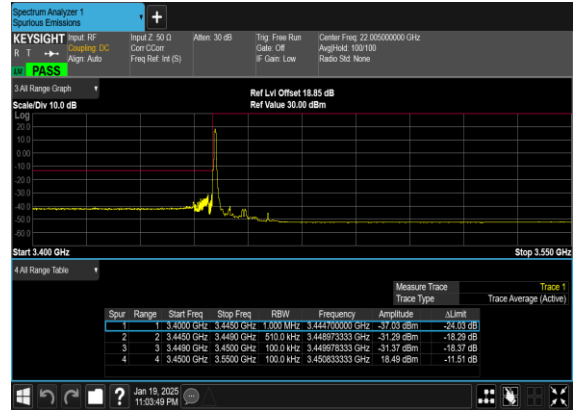 Spectrum Analyzer 1
Spurious Emissions
+
KEYSIGHT Input: RF Input Z: 50 Ω Atten: 30 dB Trig: Free Run Center Freq: 22.005000000 GHz
R T Coupling: DC Corr CCorr Gate: Off Avg|Hold: 100/100
Align: Auto Freq Ref: Int (S) IF Gain: Low Radio Std: None
LW PASS
3 All Range Graph
Ref Lvl Offset 18.85 dB
Scale/Div 10.0 dB Ref Value 30.00 dBm
Log
20.0
10.0
0.00
-10.0
-20.0
-30.0
-40.0
-50.0
-60.0
Start 3.400 GHz Stop 3.550 GHz
4 All Range Table
Measure Trace Trace 1
Trace Type Trace Average (Active)
Spur Range Start Freq Stop Freq RBW Frequency Amplitude ΔLimit
1 1 3.4000 GHz 3.4450 GHz 1.000 MHz 3.444700000 GHz -37.03 dBm -24.03 dB
2 2 3.4450 GHz 3.4490 GHz 510.0 kHz 3.448973333 GHz -31.29 dBm -18.29 dB
3 3 3.4490 GHz 3.4500 GHz 100.0 kHz 3.449978333 GHz -31.37 dBm -18.37 dB
4 4 3.4500 GHz 3.5500 GHz 100.0 kHz 3.450833333 GHz 18.49 dBm -11.51 dB
? Jan 19, 2025
11:03:49 PM